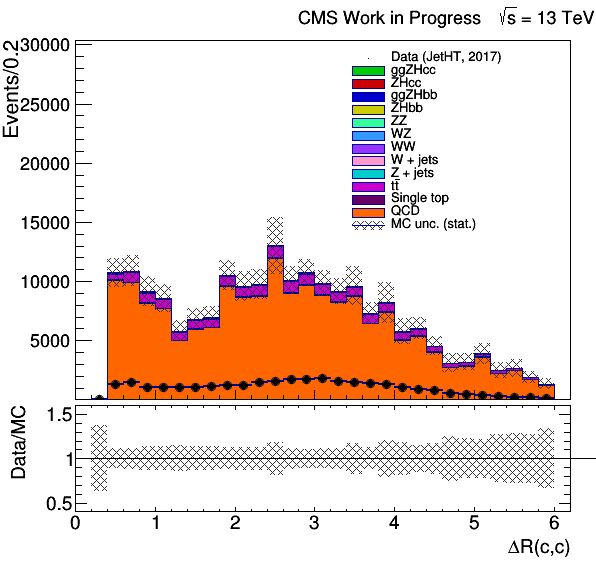 CMS Work in Progress √s = 13 TeV
Events/0.2
30000
25000
20000
15000
10000
5000
Data (JetHT, 2017)
ggZHcc
ZHcc
ggZHbb
ZHbb
ZZ
WZ
WW
W + jets
Z + jets
tt̄
Single top
QCD
MC unc. (stat.)
Data/MC
1.5
1
0.5
0 1 2 3 4 5 6
ΔR(c,c)